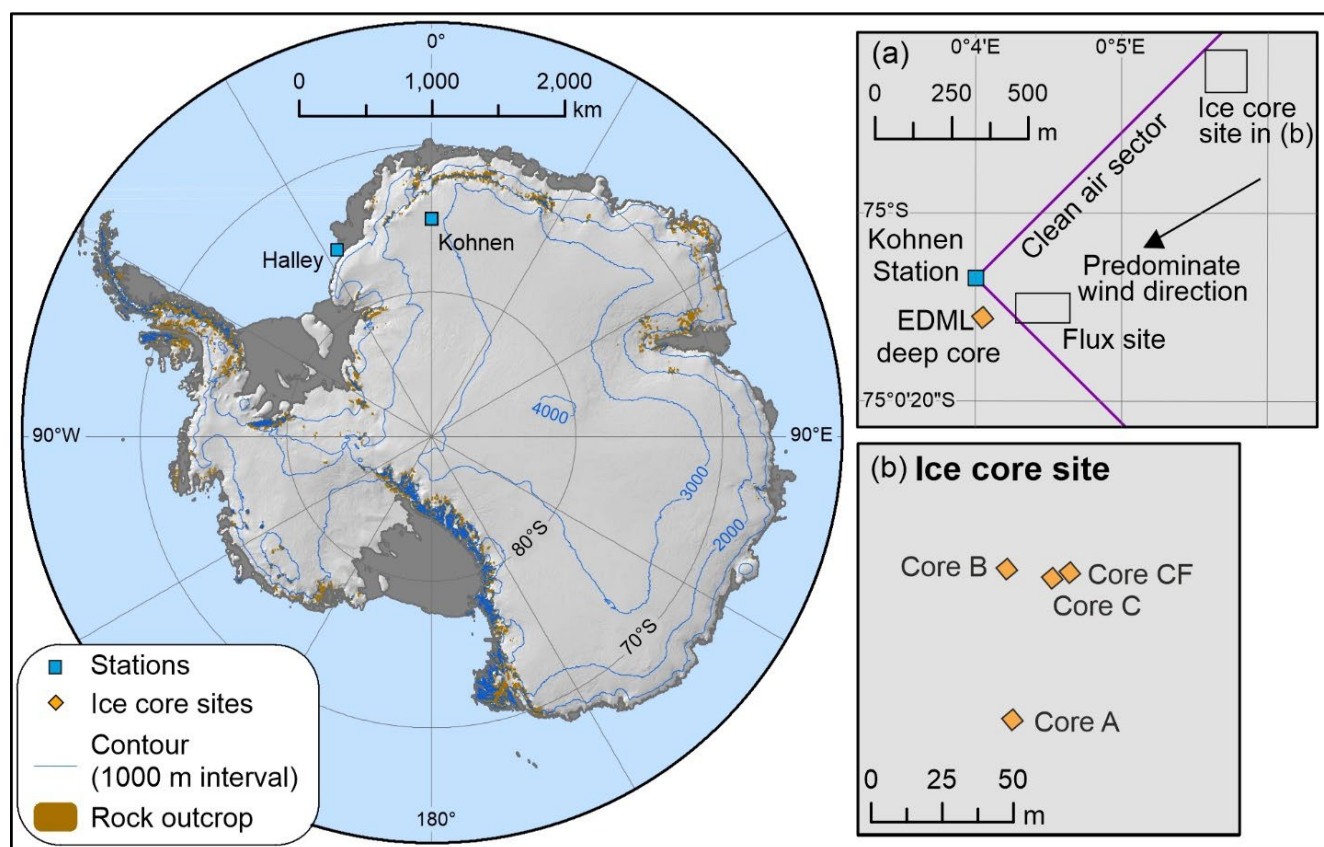 0°
0 1,000 2,000
km
Halley
Kohnen
90°W
90°E
4000
3000
2000
80°S
70°S
180°
Stations
Ice core sites
Contour
(1000 m interval)
Rock outcrop
(a)
0°4'E 0°5'E
0 250 500
m
Ice core
site in (b)
Clean air sector
75°S
Kohnen
Station
Predominate
wind direction
EDML
deep core
Flux site
75°0'20"S
(b) Ice core site
Core B
Core CF
Core C
Core A
0 25 50
m